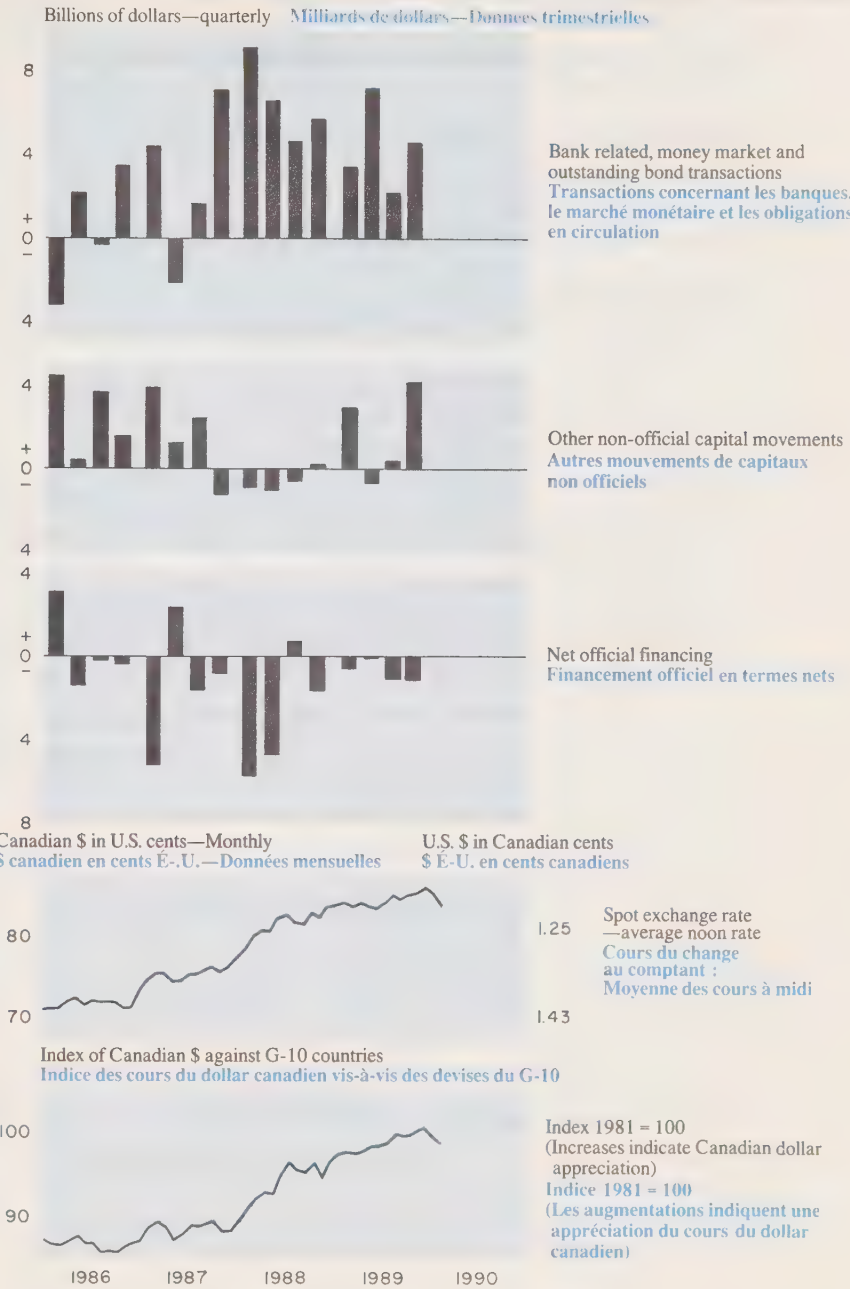 Billions of dollars—quarterly Milliards de dollars—Données trimestrielles
8
4
+
0
−
4
Bank related, money market and
outstanding bond transactions
Transactions concernant les banques,
le marché monétaire et les obligations
en circulation
4
+
0
−
4
Other non-official capital movements
Autres mouvements de capitaux
non officiels
4
+
0
−
4
8
Net official financing
Financement officiel en termes nets
Canadian $ in U.S. cents—Monthly U.S. $ in Canadian cents
$ canadien en cents É-.U.—Données mensuelles $ É-U. en cents canadiens
80
70
1.25
1.43
Spot exchange rate
—average noon rate
Cours du change
au comptant :
Moyenne des cours à midi
Index of Canadian $ against G-10 countries
Indice des cours du dollar canadien vis-à-vis des devises du G-10
100
90
Index 1981 = 100
(Increases indicate Canadian dollar
appreciation)
Indice 1981 = 100
(Les augmentations indiquent une
appréciation du cours du dollar
canadien)
1986 1987 1988 1989 1990